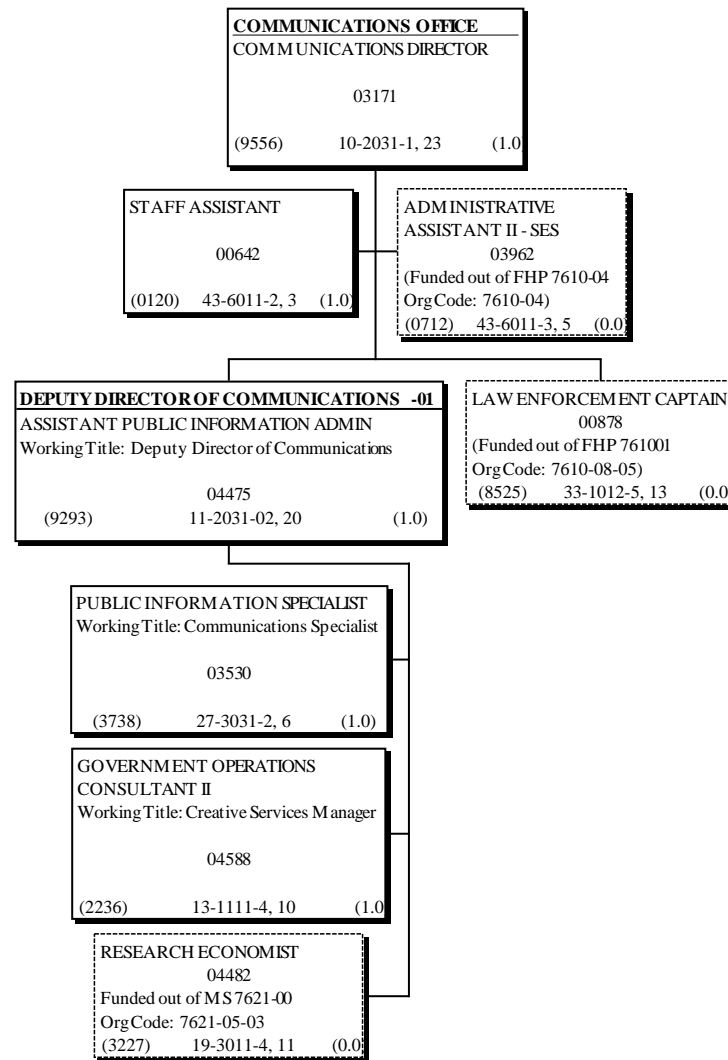 COMMUNICATIONS OFFICE
COMMUNICATIONS DIRECTOR
03171
(9556) 10-2031-1, 23 (1.0
STAFF ASSISTANT
00642
(0120) 43-6011-2, 3 (1.0)
ADMINISTRATIVE
ASSISTANT II - SES
03962
(Funded out of FHP 7610-04
Org Code: 7610-04)
(0712) 43-6011-3, 5 (0.0
DEPUTY DIRECTOR OF COMMUNICATIONS -01
ASSISTANT PUBLIC INFORMATION ADMIN
Working Title: Deputy Director of Communications
04475
(9293) 11-2031-02, 20 (1.0)
LAW ENFORCEMENT CAPTAIN
00878
(Funded out of FHP 761001
Org Code: 7610-08-05)
(8525) 33-1012-5, 13 (0.0
PUBLIC INFORMATION SPECIALIST
Working Title: Communications Specialist
03530
(3738) 27-3031-2, 6 (1.0)
GOVERNMENT OPERATIONS
CONSULTANT II
Working Title: Creative Services Manager
04588
(2236) 13-1111-4, 10 (1.0
RESEARCH ECONOMIST
04482
Funded out of MS 7621-00
Org Code: 7621-05-03
(3227) 19-3011-4, 11 (0.0